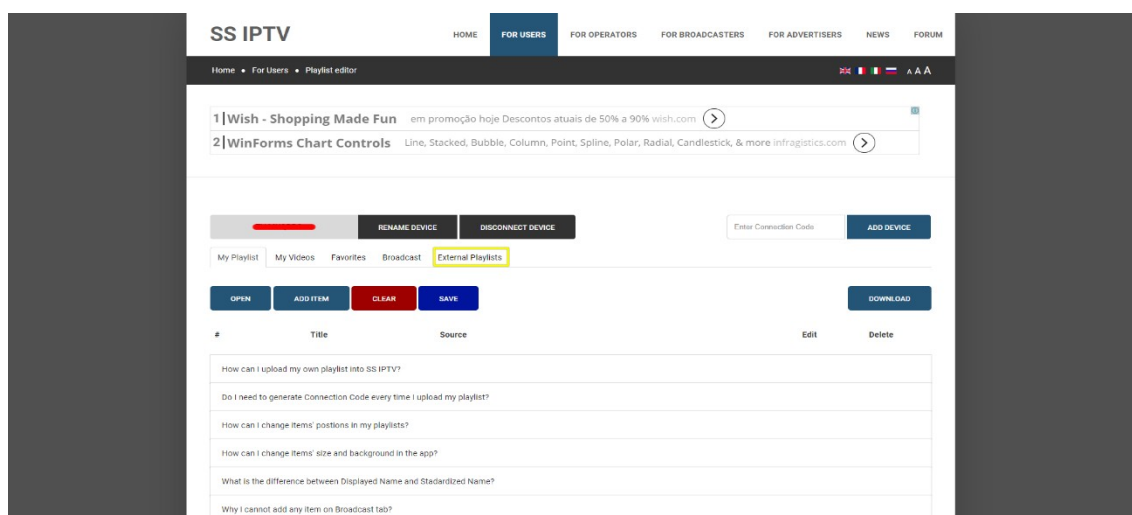 SS IPTV
HOME FOR USERS FOR OPERATORS FOR BROADCASTERS FOR ADVERTISERS NEWS FORUM
Home • For Users • Playlist editor A A A
1 Wish - Shopping Made Fun em promoção hoje Descontos atuais de 50% a 90% wish.com
2 WinForms Chart Controls Line, Stacked, Bubble, Column, Point, Spline, Polar, Radial, Candlestick, & more infragistics.com
RENAME DEVICE DISCONNECT DEVICE Enter Connection Code ADD DEVICE
My Playlist My Videos Favorites Broadcast External Playlists
OPEN ADD ITEM CLEAR SAVE DOWNLOAD
# Title Source Edit Delete
How can I upload my own playlist into SS IPTV?
Do I need to generate Connection Code every time I upload my playlist?
How can I change items' postions in my playlists?
How can I change items' size and background in the app?
What is the difference between Displayed Name and Stadardized Name?
Why I cannot add any item on Broadcast tab?